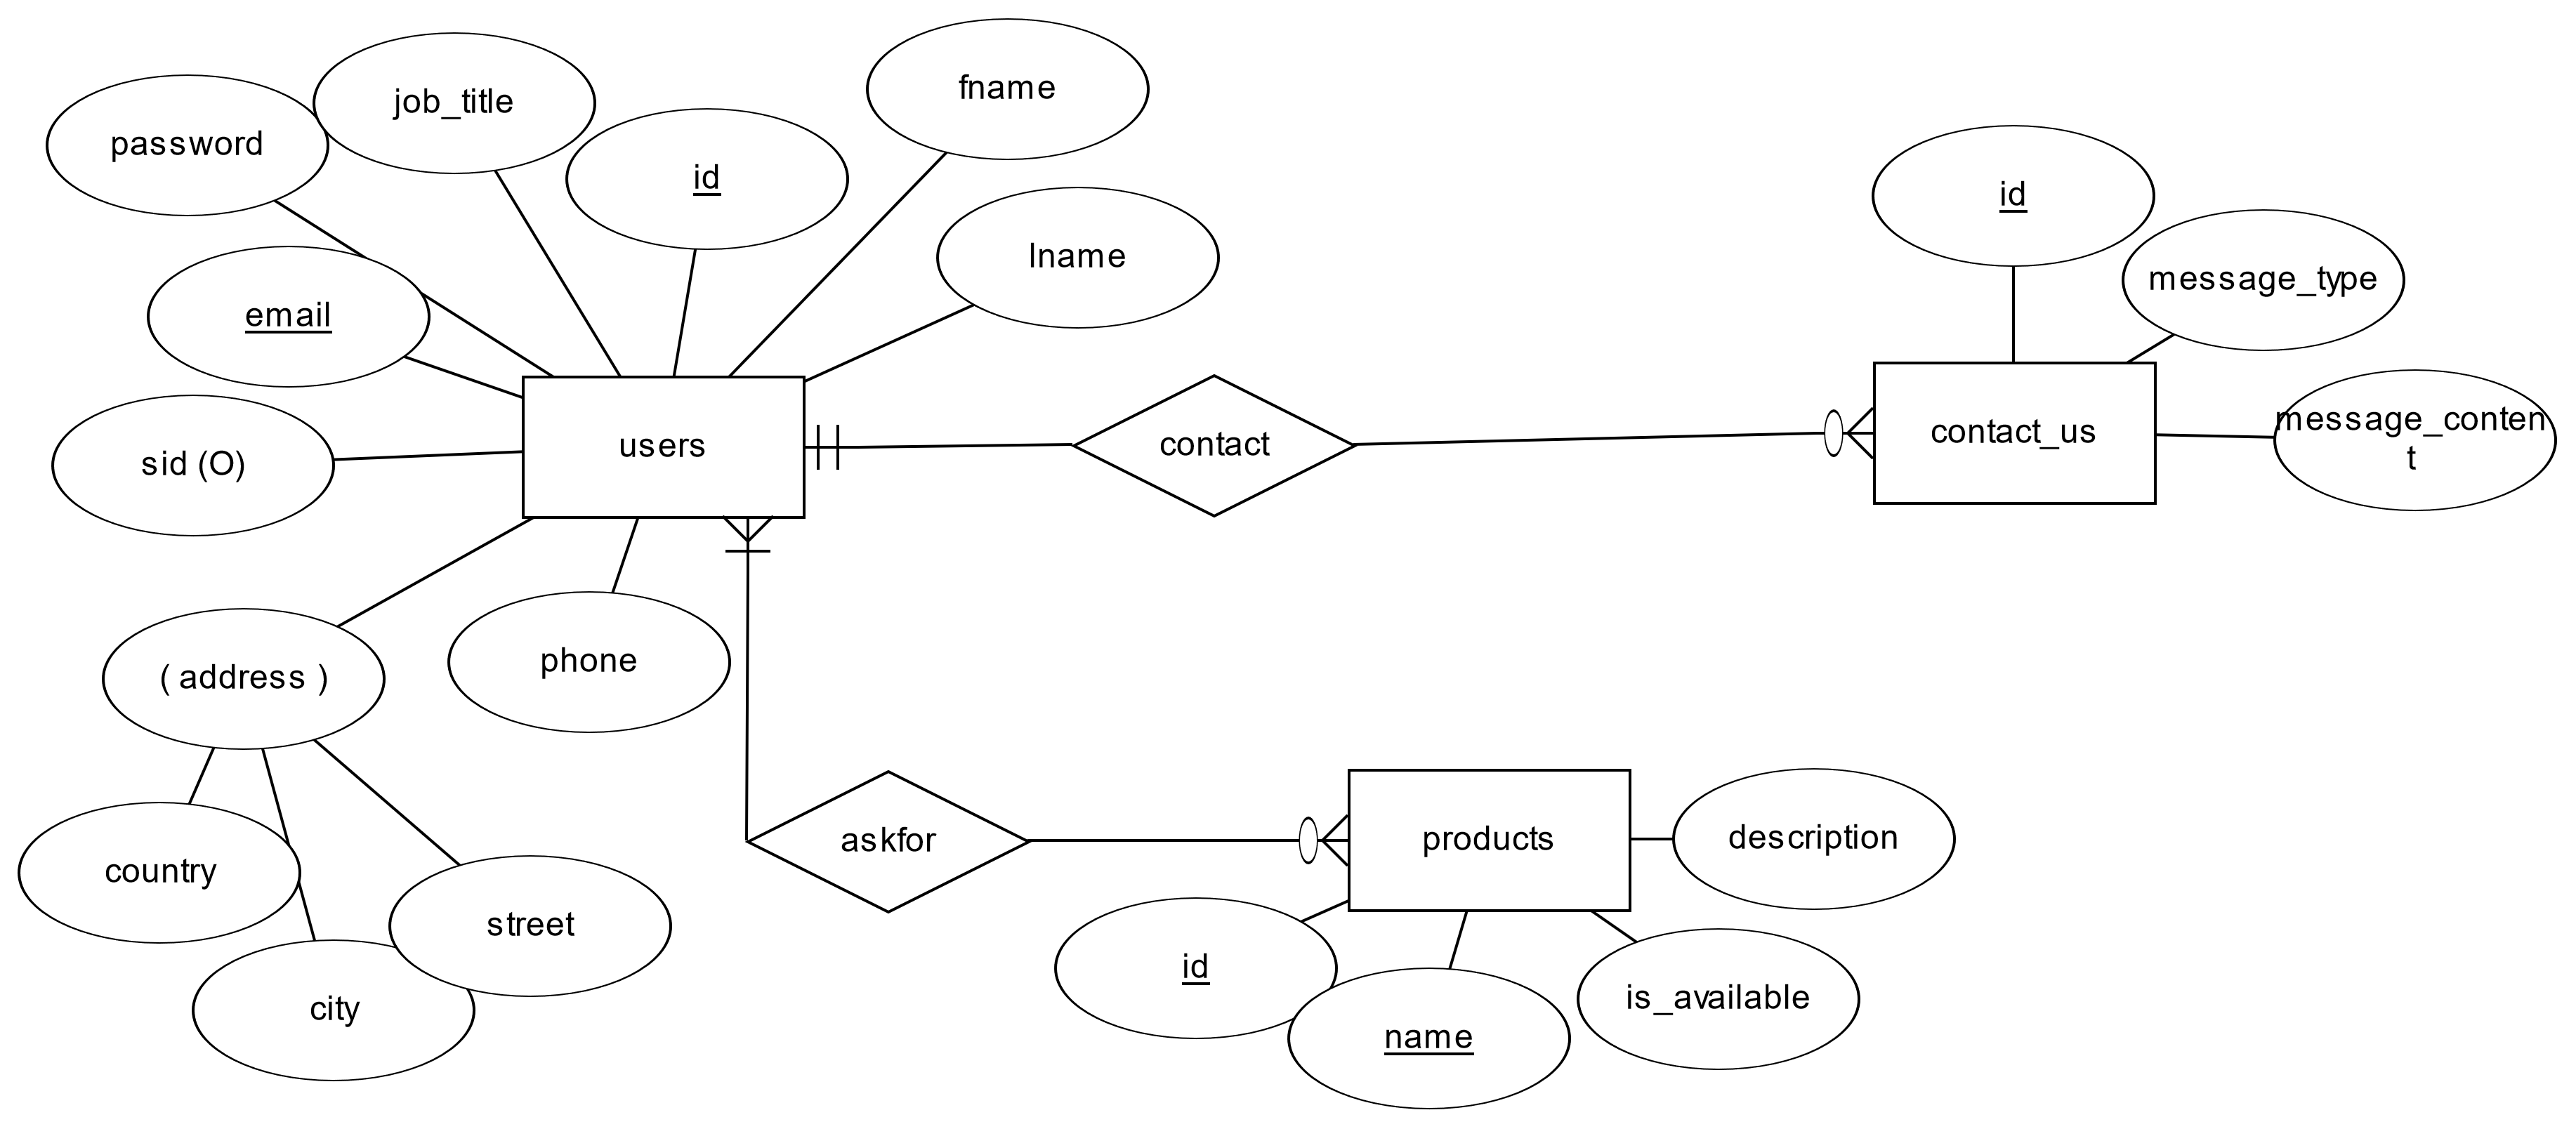 fname
job_title
password
id
id
lname
message_type
email
message_conten
t
users
contact
contact_us
sid (O)
phone
( address )
products
description
askfor
country
street
id
is_available
city
name